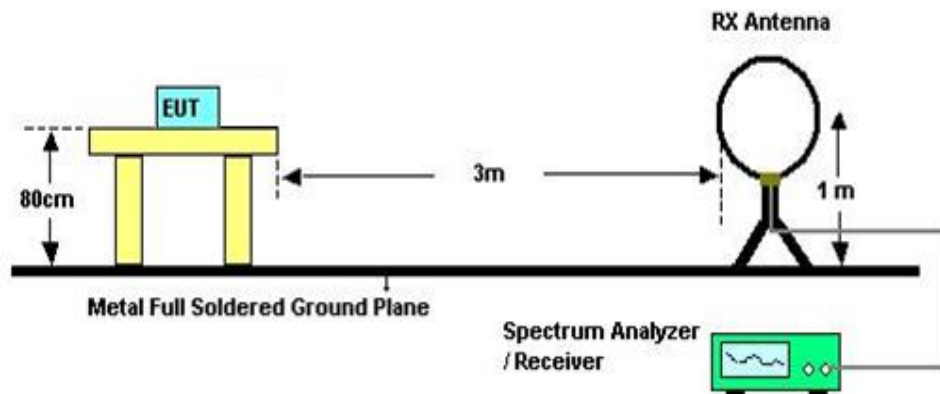 RX Antenna
EUT
80cm
3m
1 m
Metal Full Soldered Ground Plane
Spectrum Analyzer
/ Receiver